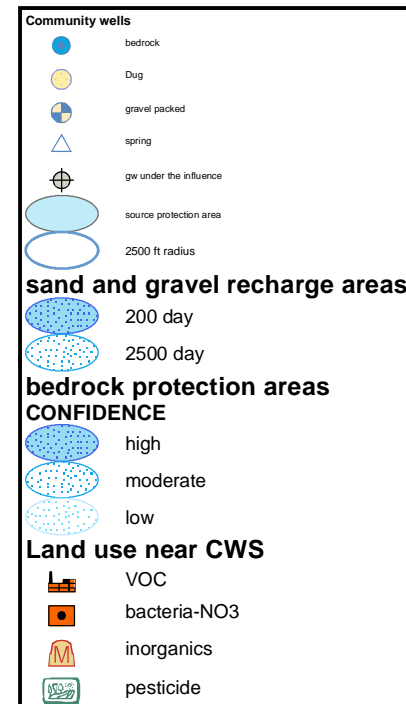 Community wells
bedrock
Dug
gravel packed
spring
gw under the influence
source protection area
2500 ft radius
sand and gravel recharge areas
200 day
2500 day
bedrock protection areas
CONFIDENCE
high
moderate
low
Land use near CWS
VOC
bacteria-NO3
M inorganics
pesticide